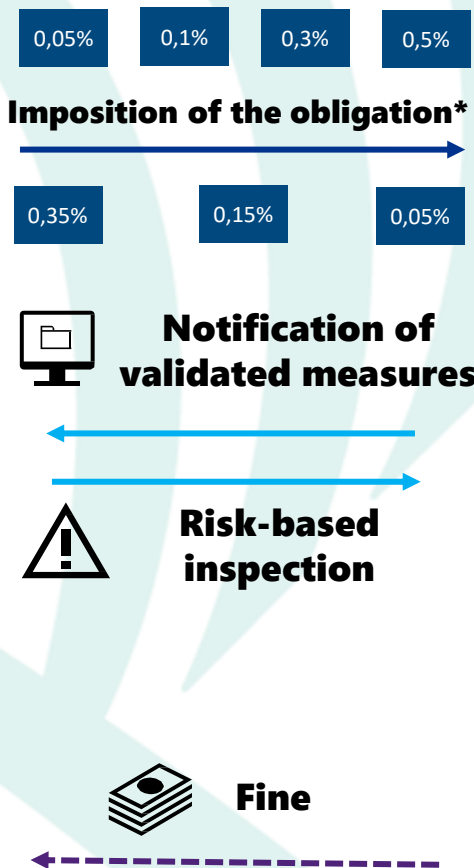 0,05% 0,1% 0,3% 0,5%
Imposition of the obligation*
0,35% 0,15% 0,05%
Notification of
validated measures
Risk-based
inspection
Fine